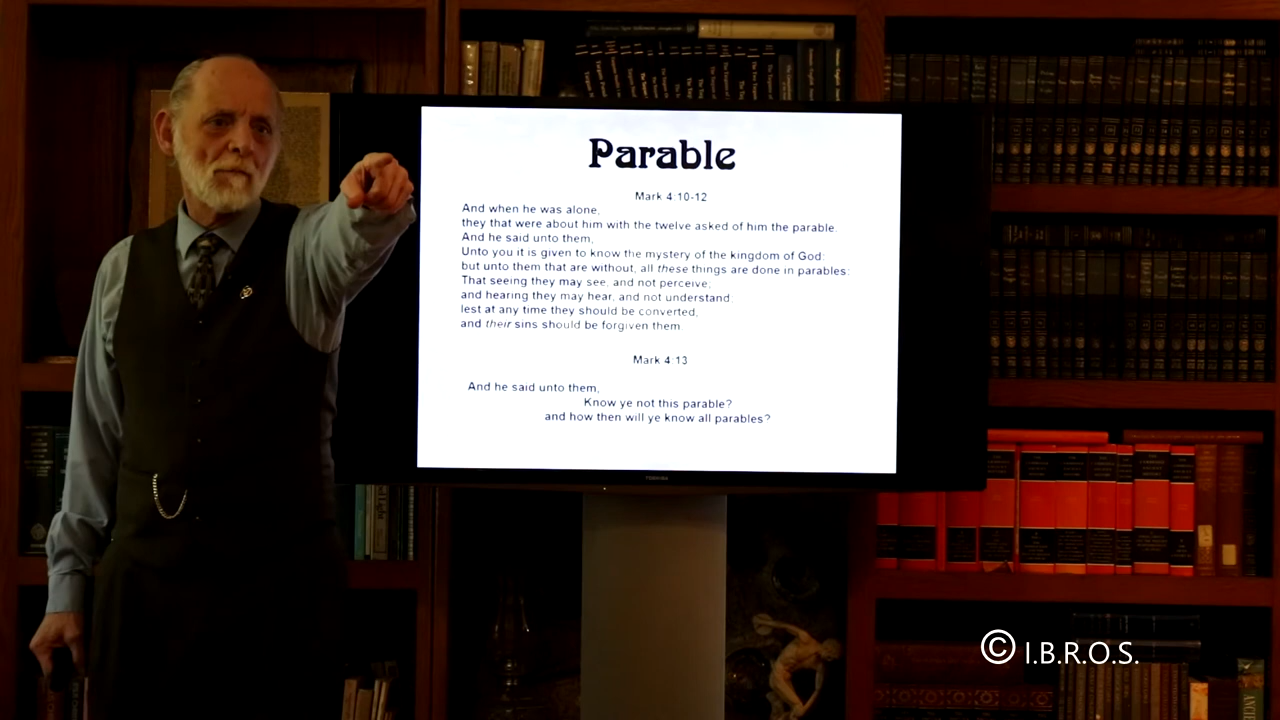 Parable
Mark 4:10-12
And when he was alone,
they that were about him with the twelve asked of him the parable.
And he said unto them,
Unto you it is given to know the mystery of the kingdom of God:
but unto them that are without, all these things are done in parables:
That seeing they may see, and not perceive;
and hearing they may hear, and not understand;
lest at any time they should be converted,
and their sins should be forgiven them.
Mark 4:13
And he said unto them,
Know ye not this parable?
and how then will ye know all parables?
TOSHIBA
© I.B.R.O.S.